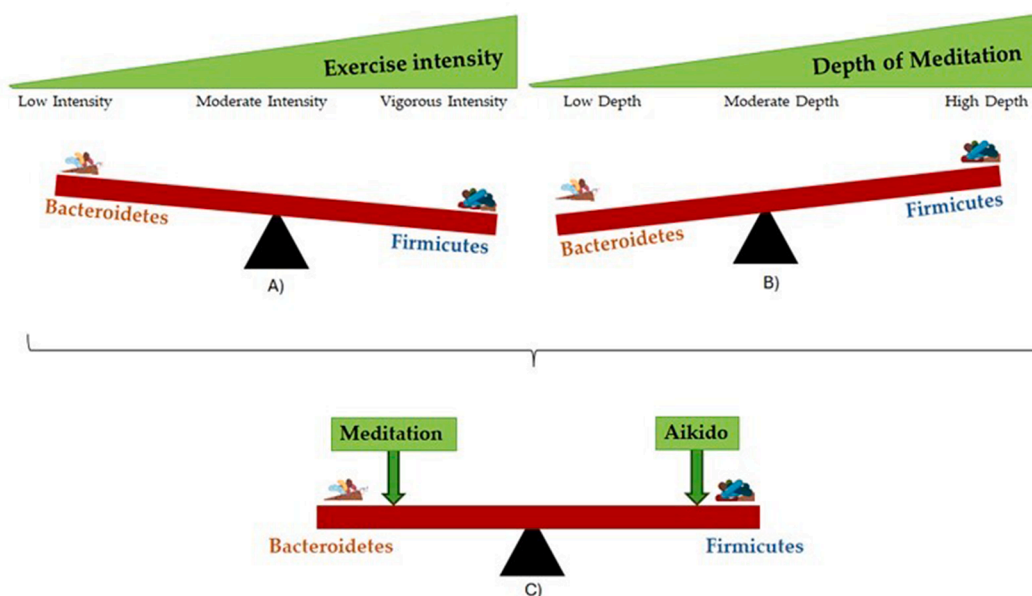 Exercise intensity
Low Intensity Moderate Intensity Vigorous Intensity
Depth of Meditation
Low Depth Moderate Depth High Depth
Bacteroidetes
Firmicutes
A)
Bacteroidetes
Firmicutes
B)
Meditation
Aikido
Bacteroidetes
Firmicutes
C)